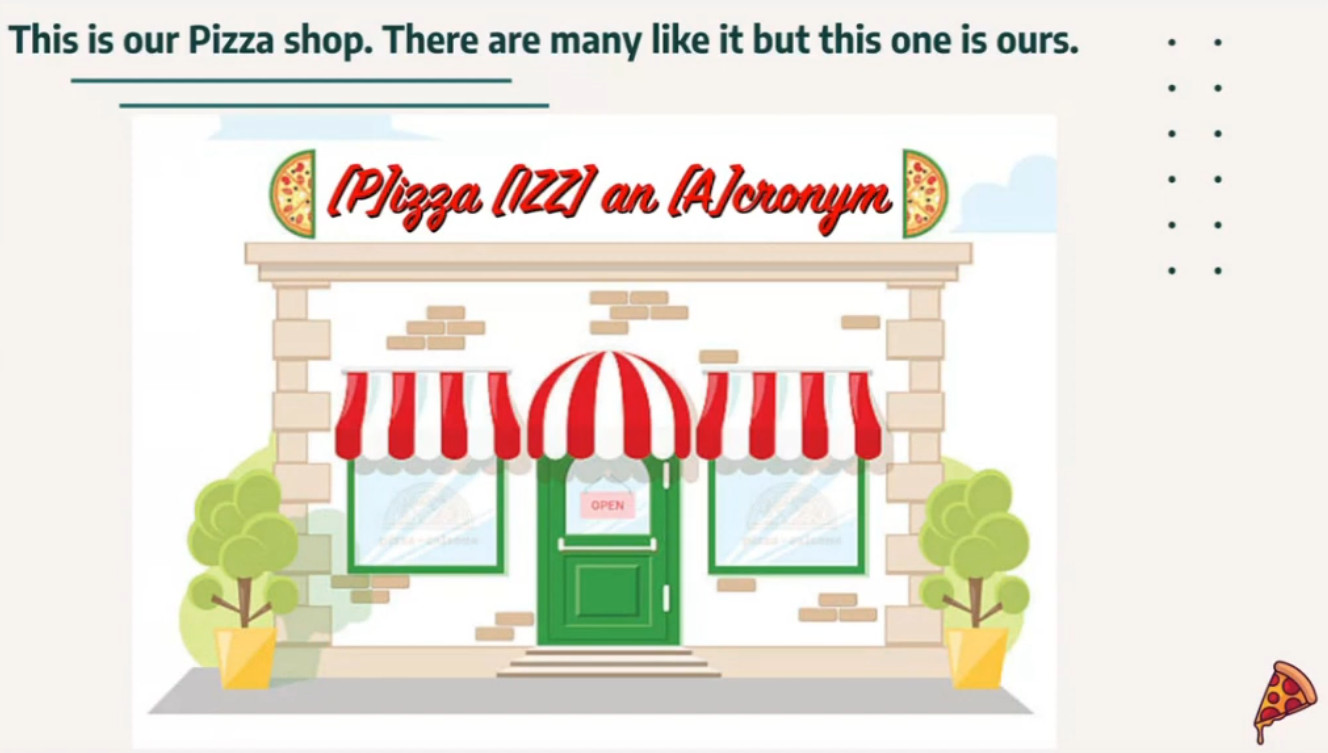 This is our Pizza shop. There are many like it but this one is ours.
[P]izza [IZZ] an [A]cronym
OPEN